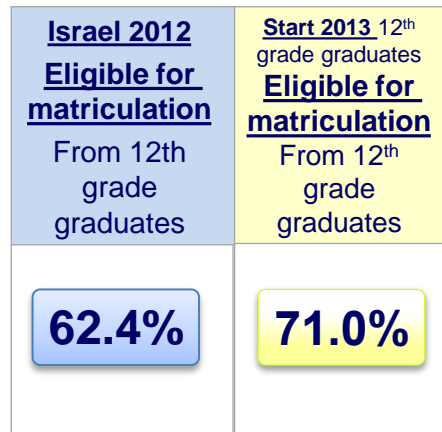 Israel 2012
Eligible for
matriculation
From 12th
grade
graduates
Start 2013 12th
grade graduates
Eligible for
matriculation
From 12th
grade
graduates
62.4%
71.0%